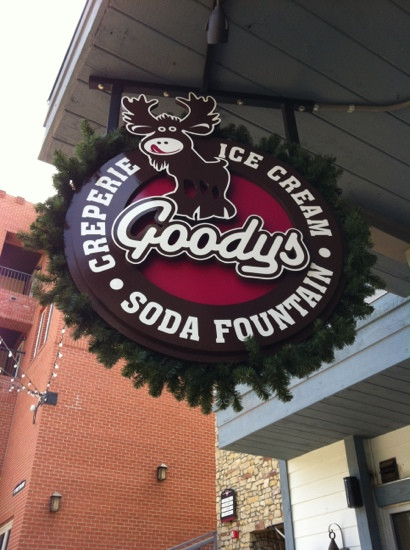 CREPERIE • ICE CREAM
Goodys
• SODA FOUNTAIN •